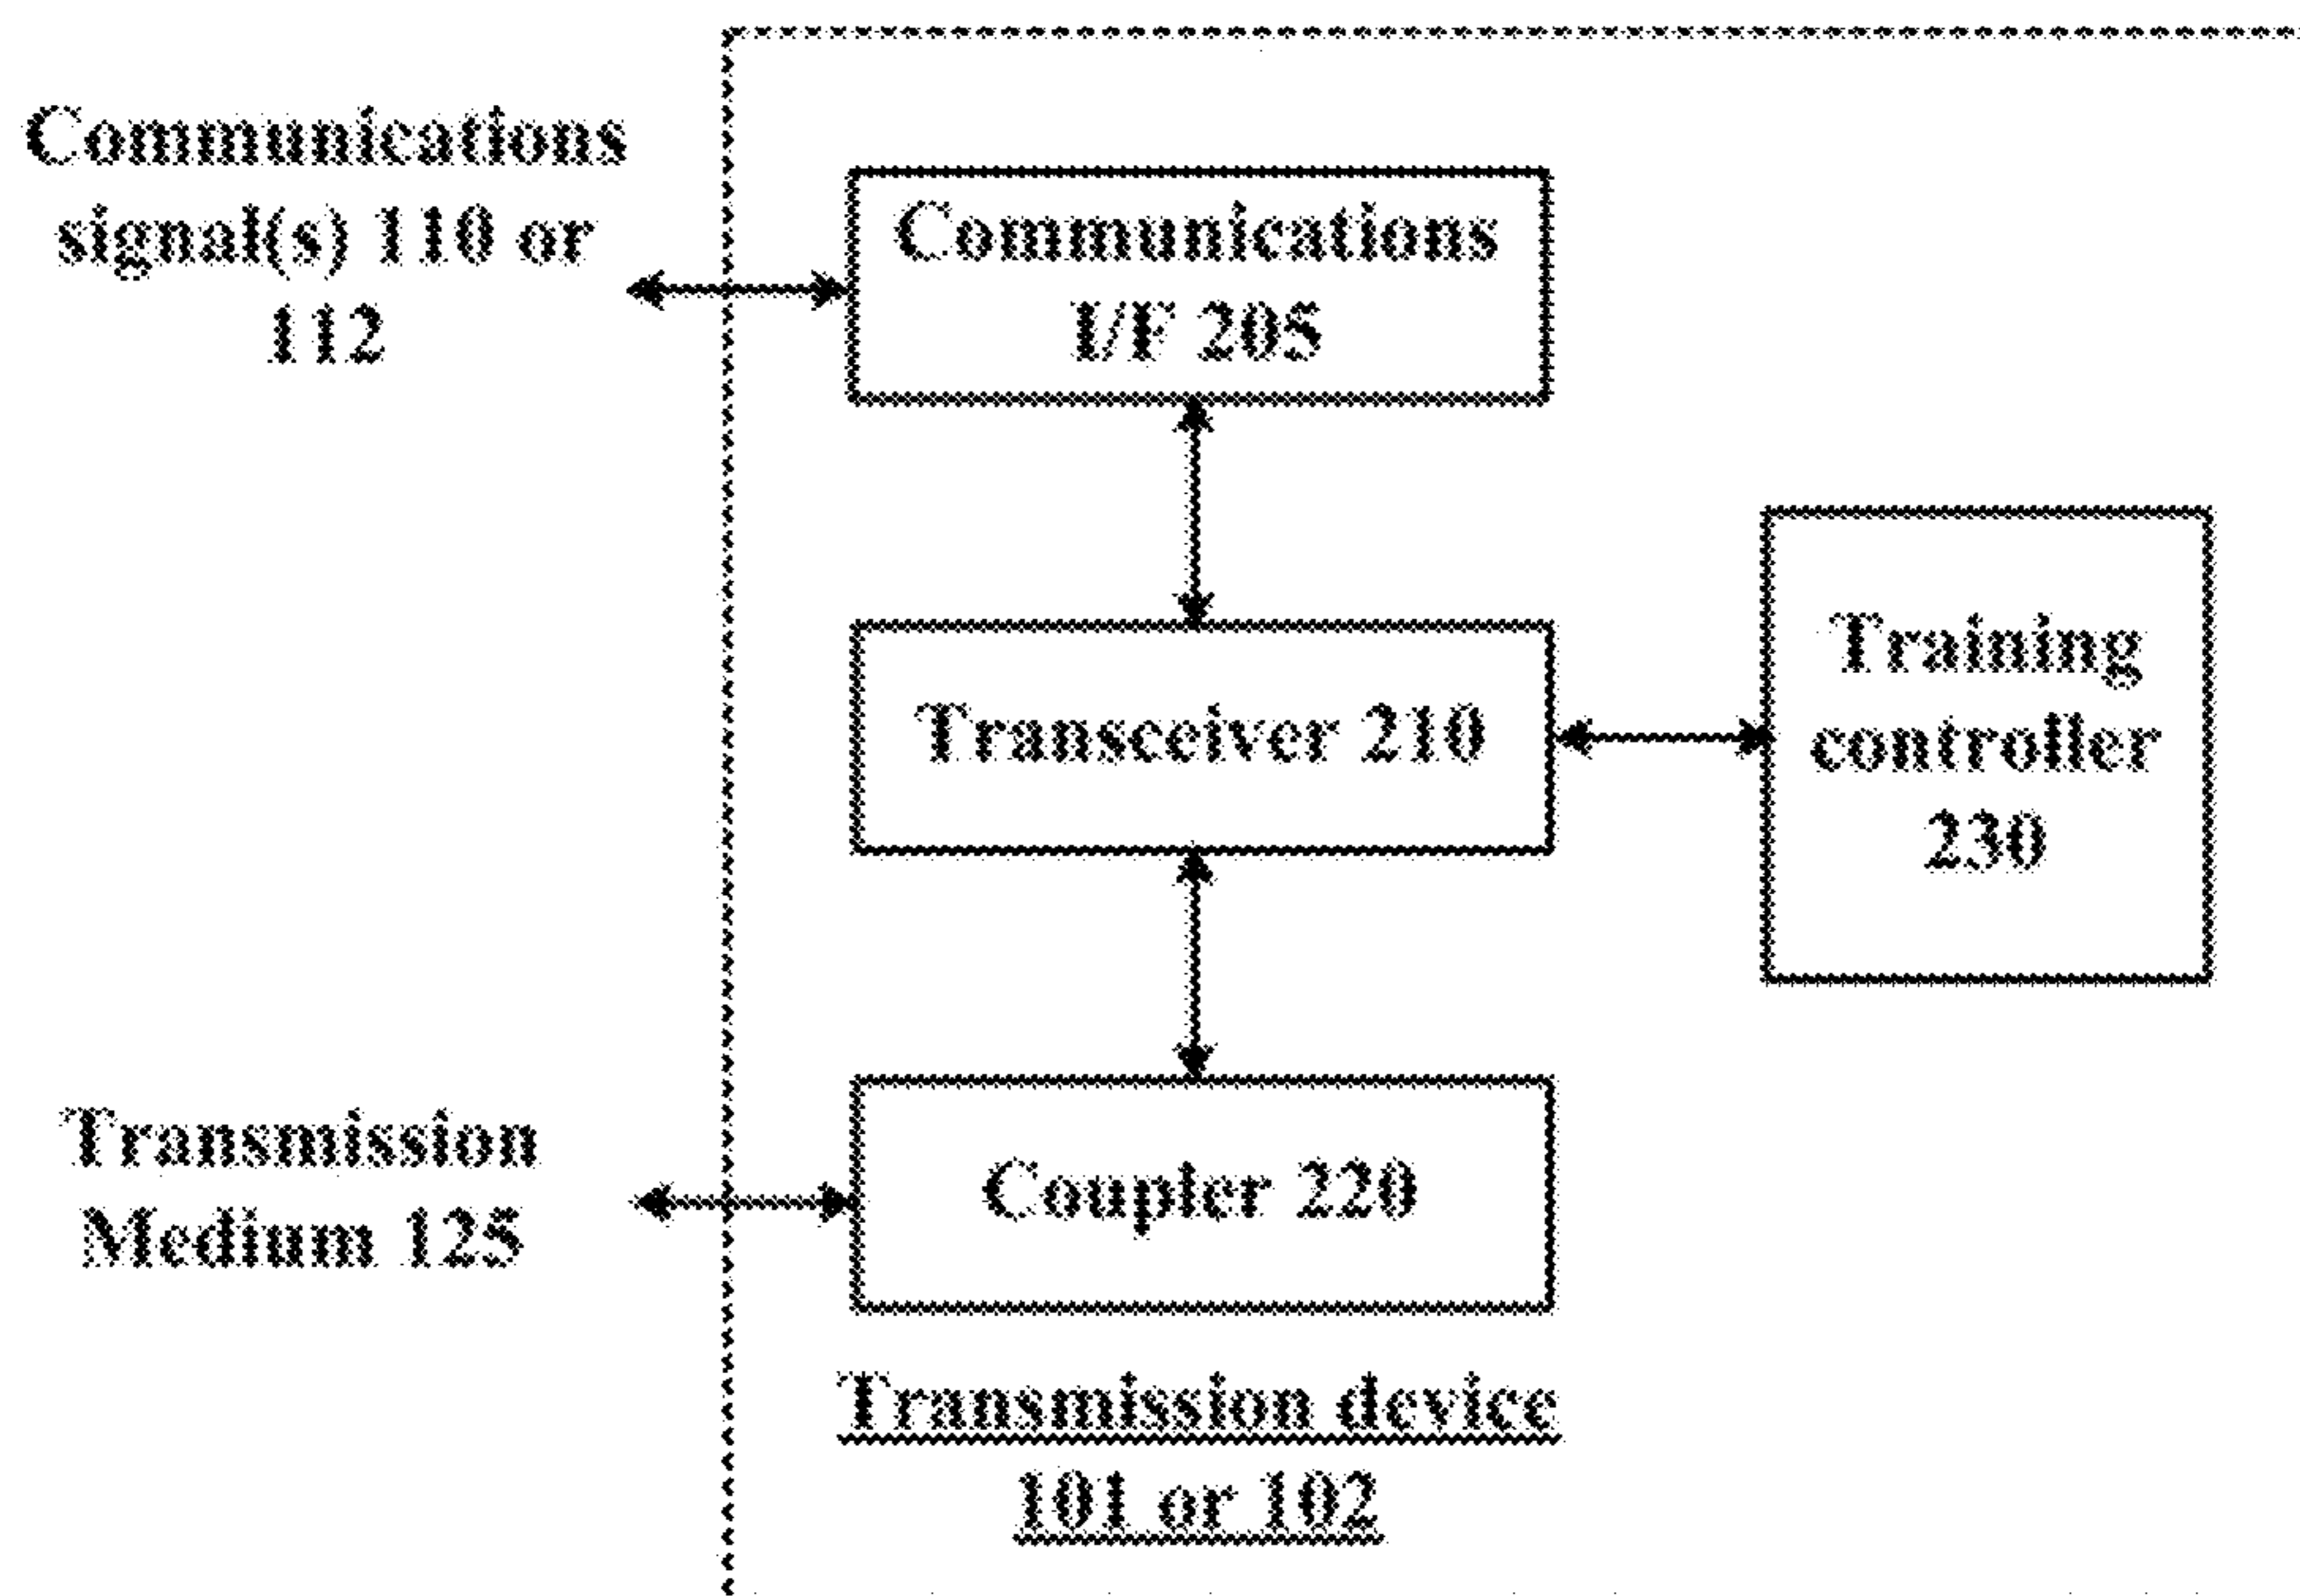 Communications
signal(s) 110 or
112
Communications
I/F 205
Transceiver 210
Training
controller
230
Transmission
Medium 125
Coupler 220
Transmission device
101 or 102